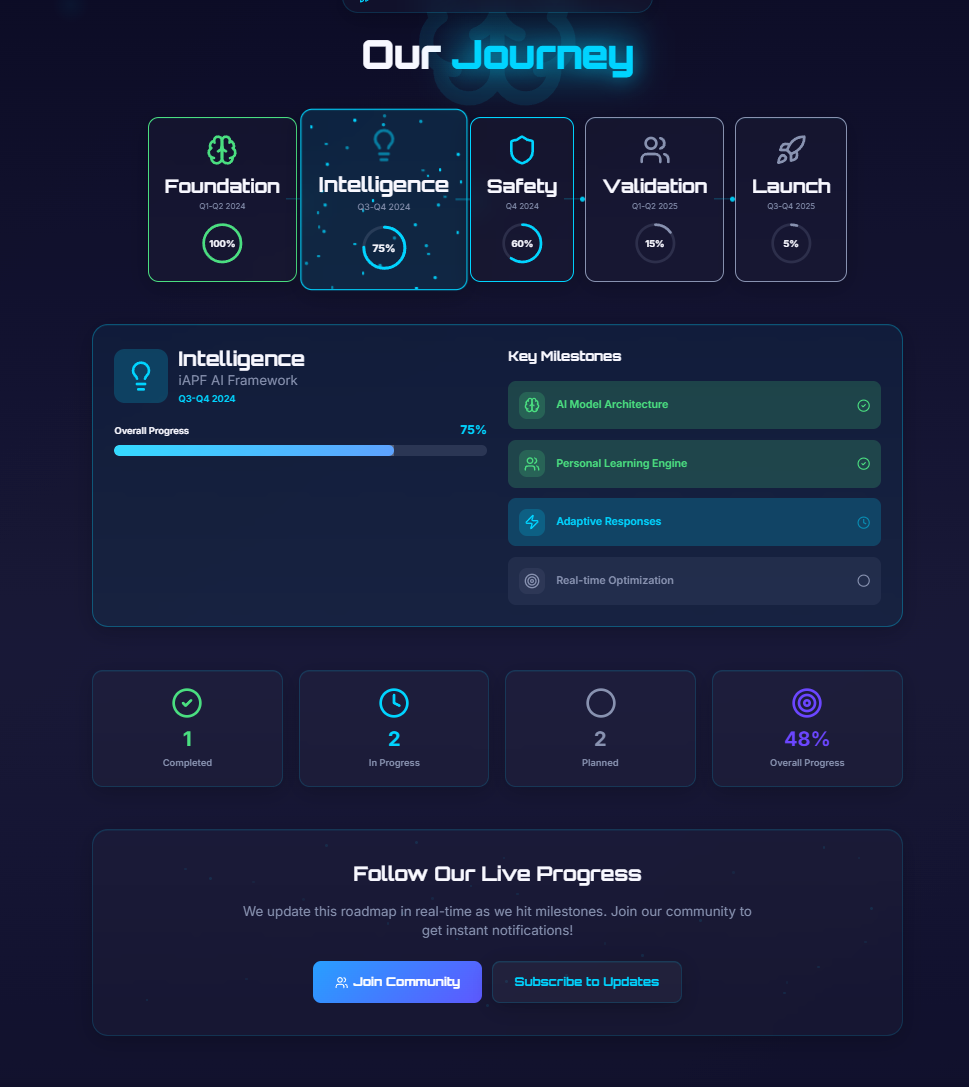 Our Journey
Foundation
Q1-Q2 2024
100%
Intelligence
Q3-Q4 2024
75%
Safety
Q4 2024
60%
Validation
Q1-Q2 2025
15%
Launch
Q3-Q4 2025
5%
Intelligence
iAPF AI Framework
Q3-Q4 2024
Overall Progress 75%
Key Milestones
AI Model Architecture
Personal Learning Engine
Adaptive Responses
Real-time Optimization
1
Completed
2
In Progress
2
Planned
48%
Overall Progress
Follow Our Live Progress
We update this roadmap in real-time as we hit milestones. Join our community to
get instant notifications!
Join Community
Subscribe to Updates